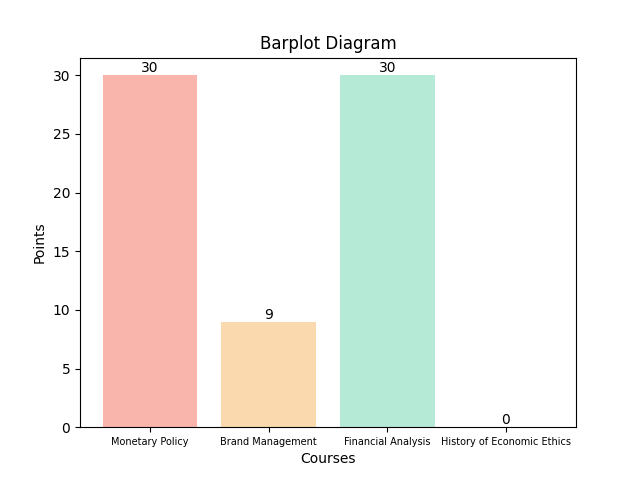 Barplot Diagram
30
30
9
0
30
25
20
15
10
5
0
Points
Monetary Policy
Brand Management
Financial Analysis
History of Economic Ethics
Courses